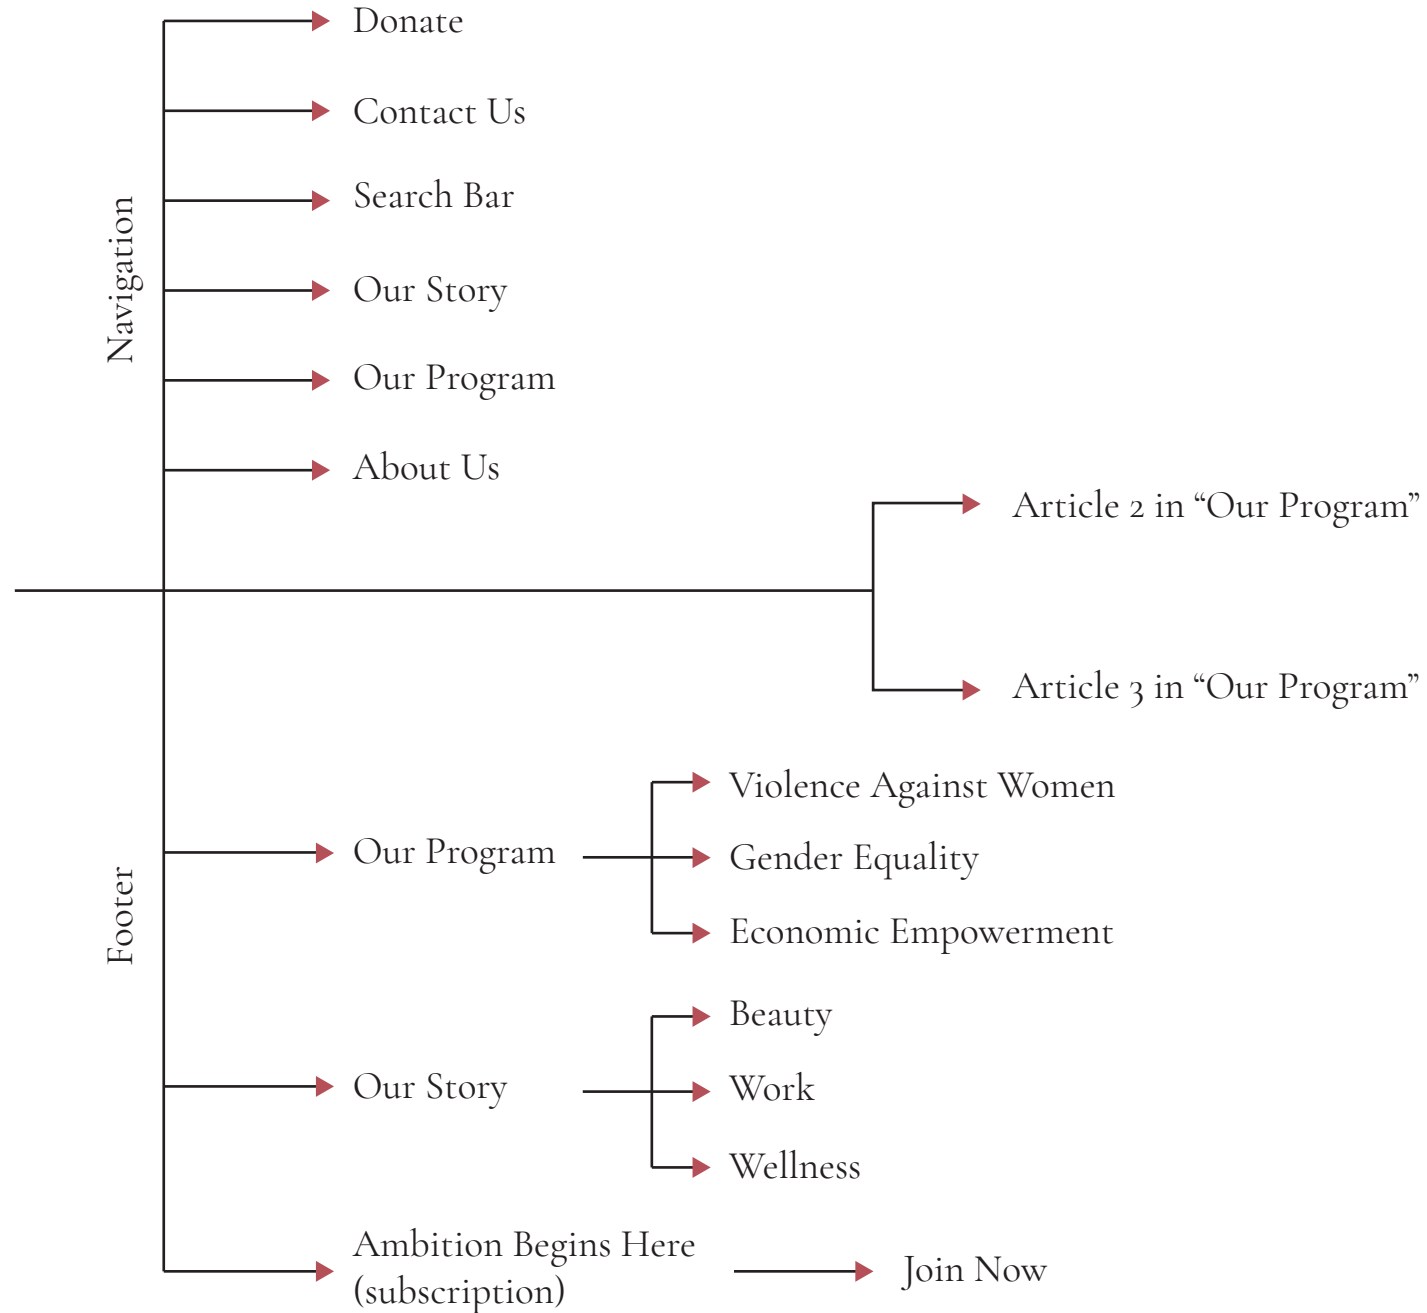 Donate
Contact Us
Search Bar
Navigation
Our Story
Our Program
About Us
Article 2 in “Our Program”
Article 3 in “Our Program”
Footer
Our Program
Violence Against Women
Gender Equality
Economic Empowerment
Our Story
Beauty
Work
Wellness
Ambition Begins Here
(subscription)
Join Now